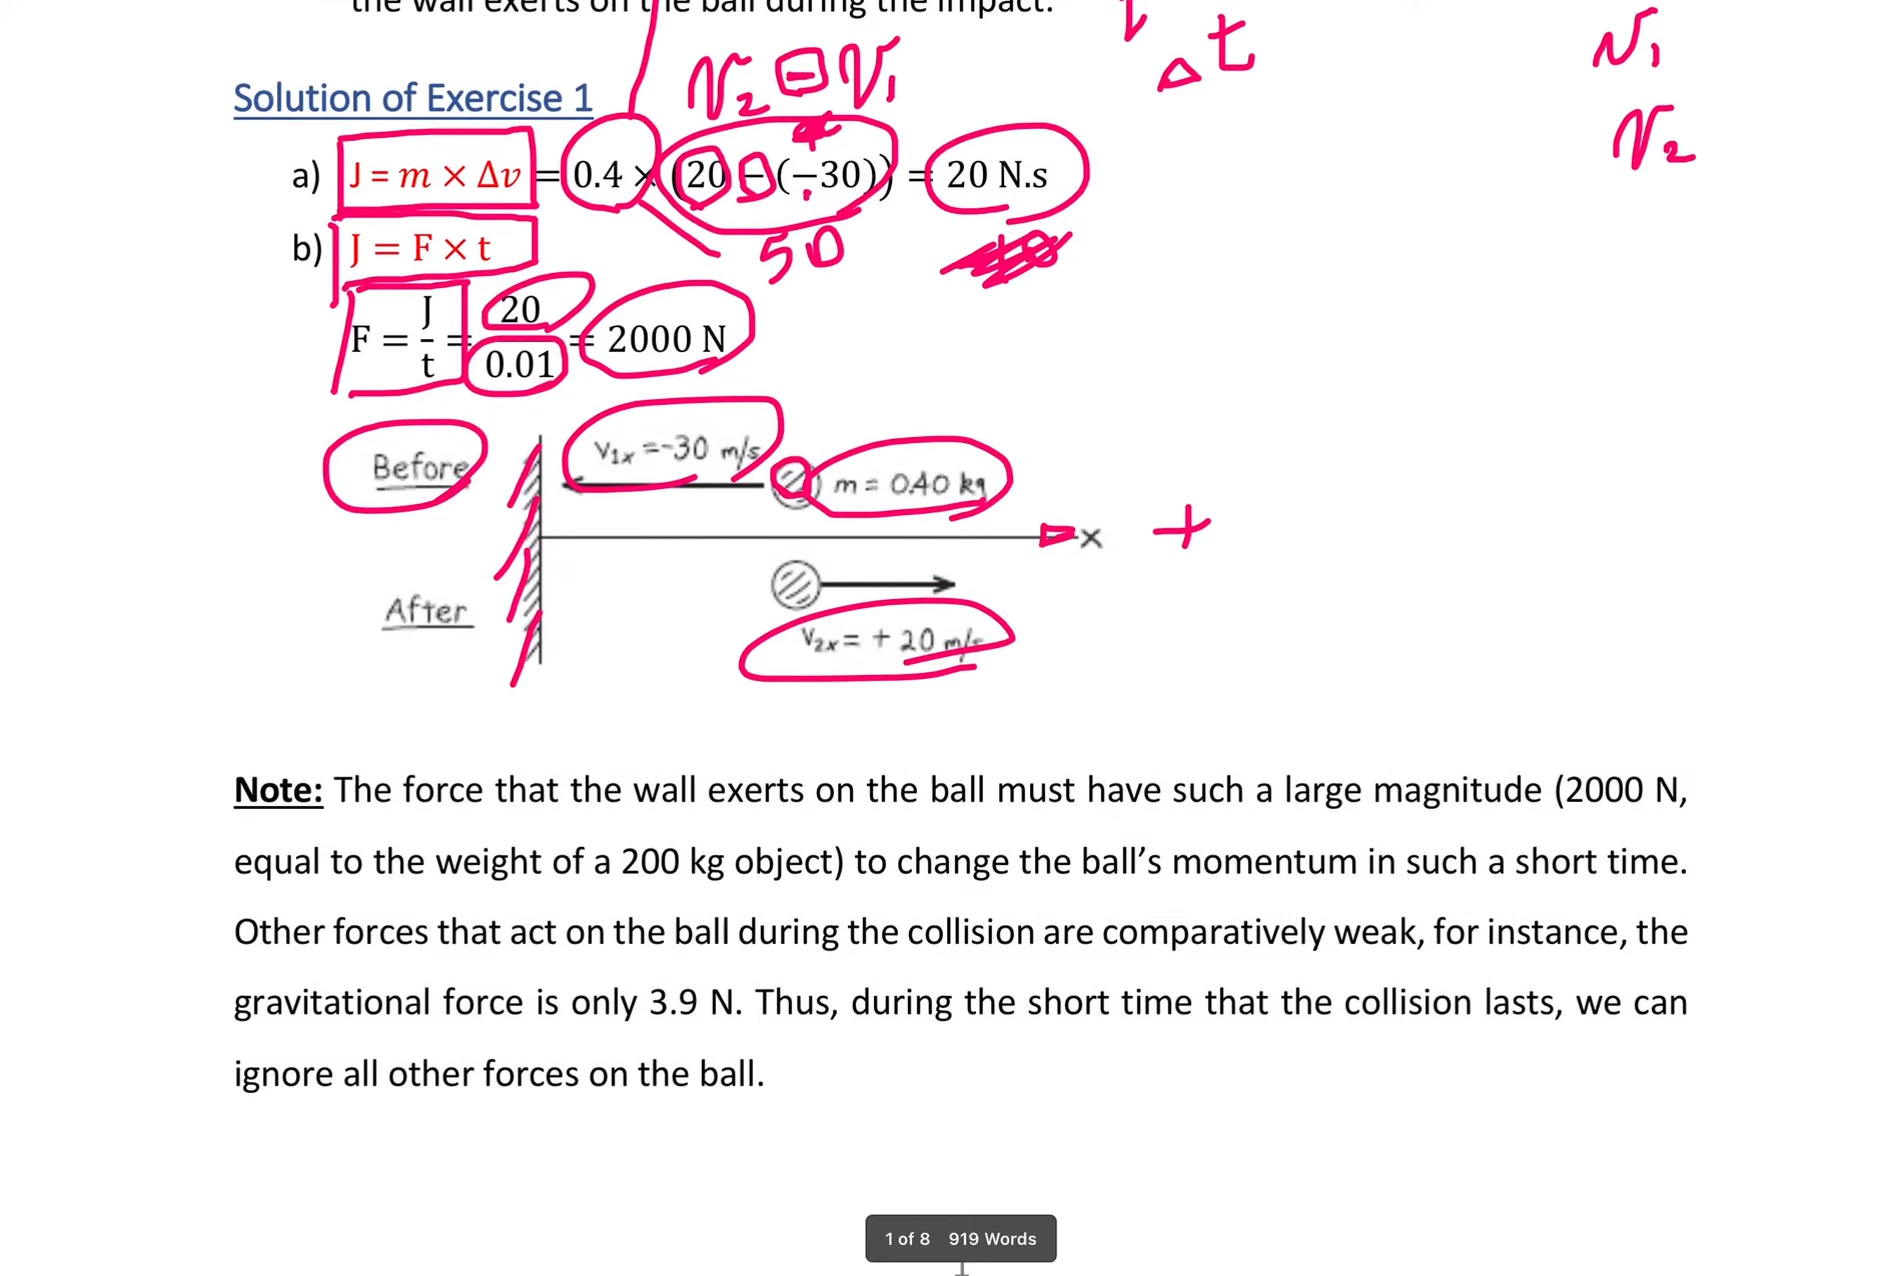 the wall exerts on the ball during the impact.
Δt
v₁
v₂ - v₁
Solution of Exercise 1
v₂
a) J = m × Δv = 0.4 × (20 − (−30)) = 20 N.s
50
b) J = F × t
F = J/t = 20/0.01 = 2000 N
Before
v₁ₓ = -30 m/s
m = 0.40 kg
x +
After
v₂ₓ = + 20 m/s
Note: The force that the wall exerts on the ball must have such a large magnitude (2000 N,
equal to the weight of a 200 kg object) to change the ball’s momentum in such a short time.
Other forces that act on the ball during the collision are comparatively weak, for instance, the
gravitational force is only 3.9 N. Thus, during the short time that the collision lasts, we can
ignore all other forces on the ball.
1 of 8 919 Words